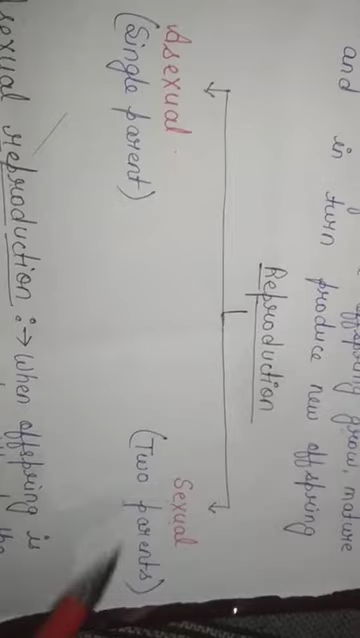 offspring grow, mature
and in turn produce new offspring
Reproduction
Asexual Sexual
(Single parent) (Two parents)
sexual reproduction :→ When offspring is
the